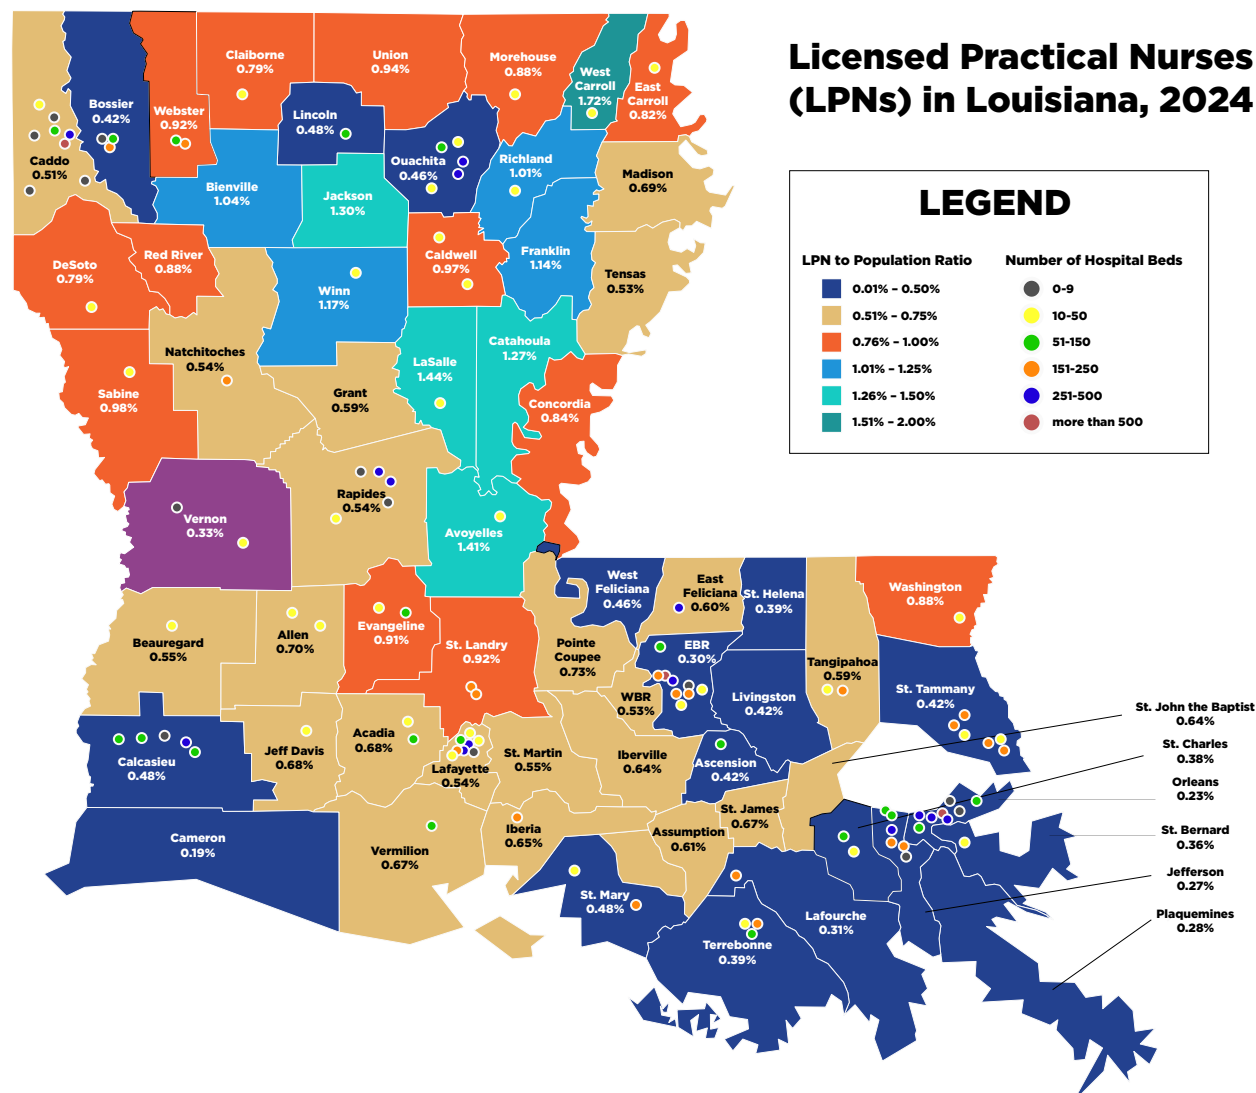 Licensed Practical Nurses
(LPNs) in Louisiana, 2024
LEGEND
LPN to Population Ratio
0.01% – 0.50%
0.51% – 0.75%
0.76% – 1.00%
1.01% – 1.25%
1.26% – 1.50%
1.51% – 2.00%
Number of Hospital Beds
0-9
10-50
51-150
151-250
251-500
more than 500
Caddo
0.51%
Bossier
0.42%
Webster
0.92%
Claiborne
0.79%
Union
0.94%
Morehouse
0.88%
West
Carroll
1.72%
East
Carroll
0.82%
Lincoln
0.48%
Ouachita
0.46%
Richland
1.01%
Madison
0.69%
Bienville
1.04%
Jackson
1.30%
DeSoto
0.79%
Red River
0.88%
Winn
1.17%
Caldwell
0.97%
Franklin
1.14%
Tensas
0.53%
Natchitoches
0.54%
Sabine
0.98%
Grant
0.59%
LaSalle
1.44%
Catahoula
1.27%
Concordia
0.84%
Vernon
0.33%
Rapides
0.54%
Avoyelles
1.41%
Beauregard
0.55%
Allen
0.70%
Evangeline
0.91%
St. Landry
0.92%
Pointe
Coupee
0.73%
West
Feliciana
0.46%
East
Feliciana
0.60%
St. Helena
0.39%
Washington
0.88%
EBR
0.30%
WBR
0.53%
Livingston
0.42%
Tangipahoa
0.59%
St. Tammany
0.42%
Calcasieu
0.48%
Jeff Davis
0.68%
Acadia
0.68%
Lafayette
0.54%
St. Martin
0.55%
Iberville
0.64%
Ascension
0.42%
St. James
0.67%
Assumption
0.61%
Cameron
0.19%
Vermilion
0.67%
Iberia
0.65%
St. Mary
0.48%
Terrebonne
0.39%
Lafourche
0.31%
St. John the Baptist
0.64%
St. Charles
0.38%
Orleans
0.23%
St. Bernard
0.36%
Jefferson
0.27%
Plaquemines
0.28%